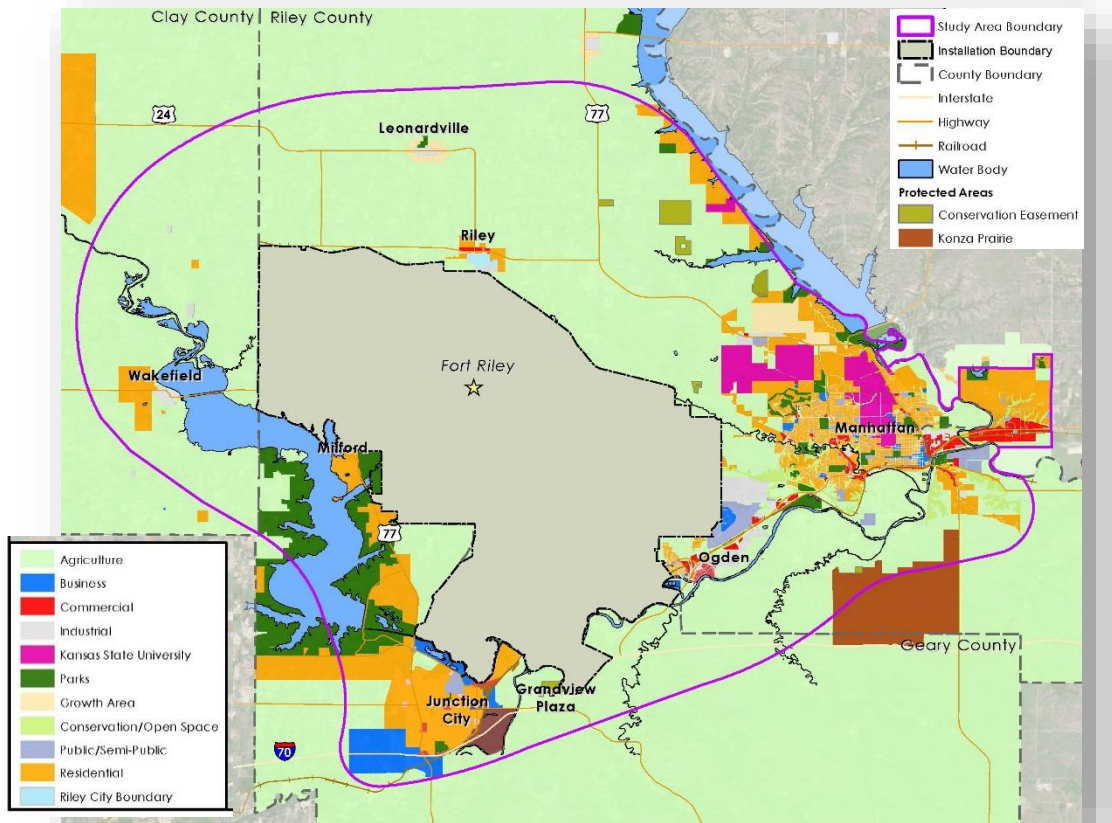 Clay County
Riley County
24
77
Leonardville
Riley
Fort Riley
Wakefield
Milford
77
Manhattan
Ogden
Geary County
Grandview
Plaza
Junction
City
70
Study Area Boundary
Installation Boundary
County Boundary
Interstate
Highway
Railroad
Water Body
Protected Areas
Conservation Easement
Konza Prairie
Agriculture
Business
Commercial
Industrial
Kansas State University
Parks
Growth Area
Conservation/Open Space
Public/Semi-Public
Residential
Riley City Boundary